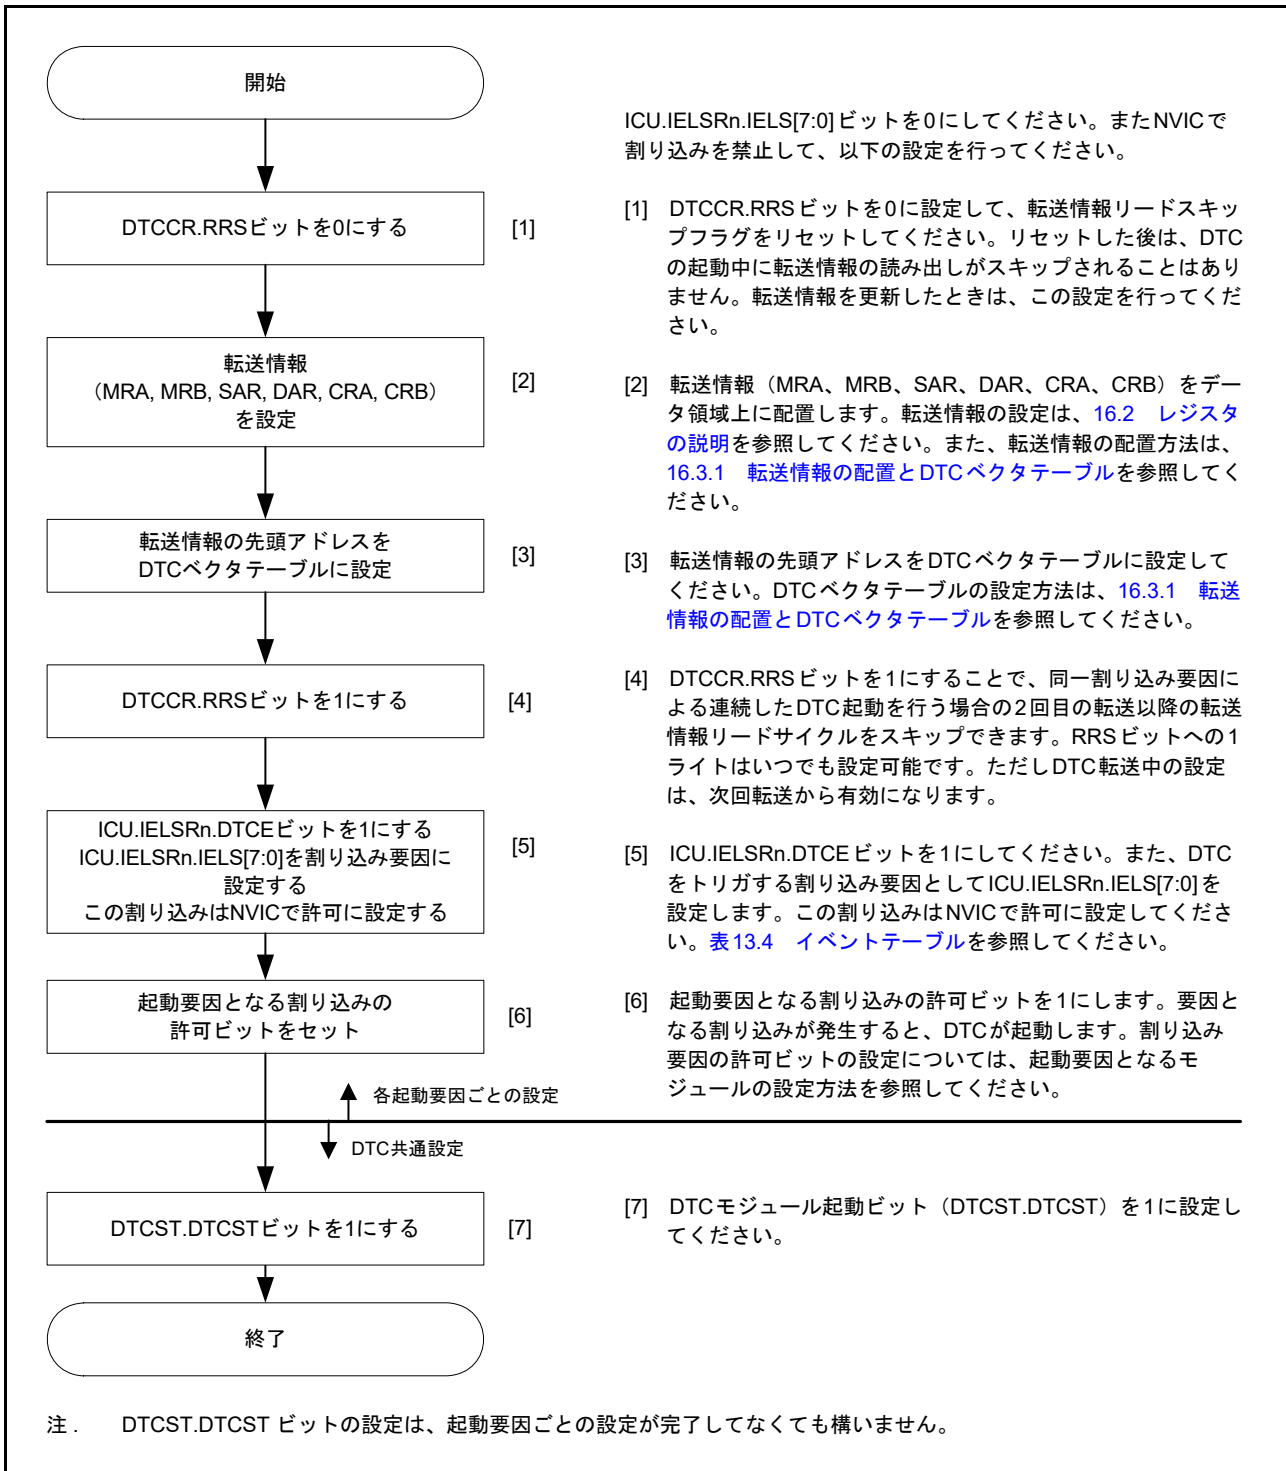 開始
ICU.IELSRn.IELS[7:0]ビットを0にしてください。またNVICで
割り込みを禁止して、以下の設定を行ってください。
DTCCR.RRSビットを0にする
[1]
[1] DTCCR.RRSビットを0に設定して、転送情報リードスキッ
プフラグをリセットしてください。リセットした後は、DTC
の起動中に転送情報の読み出しがスキップされることはあり
ません。転送情報を更新したときは、この設定を行ってくだ
さい。
転送情報
（MRA, MRB, SAR, DAR, CRA, CRB）
を設定
[2]
[2] 転送情報（MRA、MRB、SAR、DAR、CRA、CRB）をデー
タ領域上に配置します。転送情報の設定は、16.2 レジスタ
の説明を参照してください。また、転送情報の配置方法は、
16.3.1 転送情報の配置とDTCベクタテーブルを参照してく
ださい。
転送情報の先頭アドレスを
DTCベクタテーブルに設定
[3]
[3] 転送情報の先頭アドレスをDTCベクタテーブルに設定して
ください。DTCベクタテーブルの設定方法は、16.3.1 転送
情報の配置とDTCベクタテーブルを参照してください。
DTCCR.RRSビットを1にする
[4]
[4] DTCCR.RRSビットを1にすることで、同一割り込み要因に
よる連続したDTC起動を行う場合の2回目の転送以降の転送
情報リードサイクルをスキップできます。RRSビットへの1
ライトはいつでも設定可能です。ただしDTC転送中の設定
は、次回転送から有効になります。
ICU.IELSRn.DTCEビットを1にする
ICU.IELSRn.IELS[7:0]を割り込み要因に
設定する
この割り込みはNVICで許可に設定する
[5]
[5] ICU.IELSRn.DTCEビットを1にしてください。また、DTC
をトリガする割り込み要因としてICU.IELSRn.IELS[7:0]を
設定します。この割り込みはNVICで許可に設定してくださ
い。表13.4 イベントテーブルを参照してください。
起動要因となる割り込みの
許可ビットをセット
[6]
[6] 起動要因となる割り込みの許可ビットを1にします。要因と
なる割り込みが発生すると、DTCが起動します。割り込み
要因の許可ビットの設定については、起動要因となるモ
ジュールの設定方法を参照してください。
各起動要因ごとの設定
DTC共通設定
DTCST.DTCSTビットを1にする
[7]
[7] DTCモジュール起動ビット（DTCST.DTCST）を1に設定し
てください。
終了
注． DTCST.DTCST ビットの設定は、起動要因ごとの設定が完了してなくても構いません。